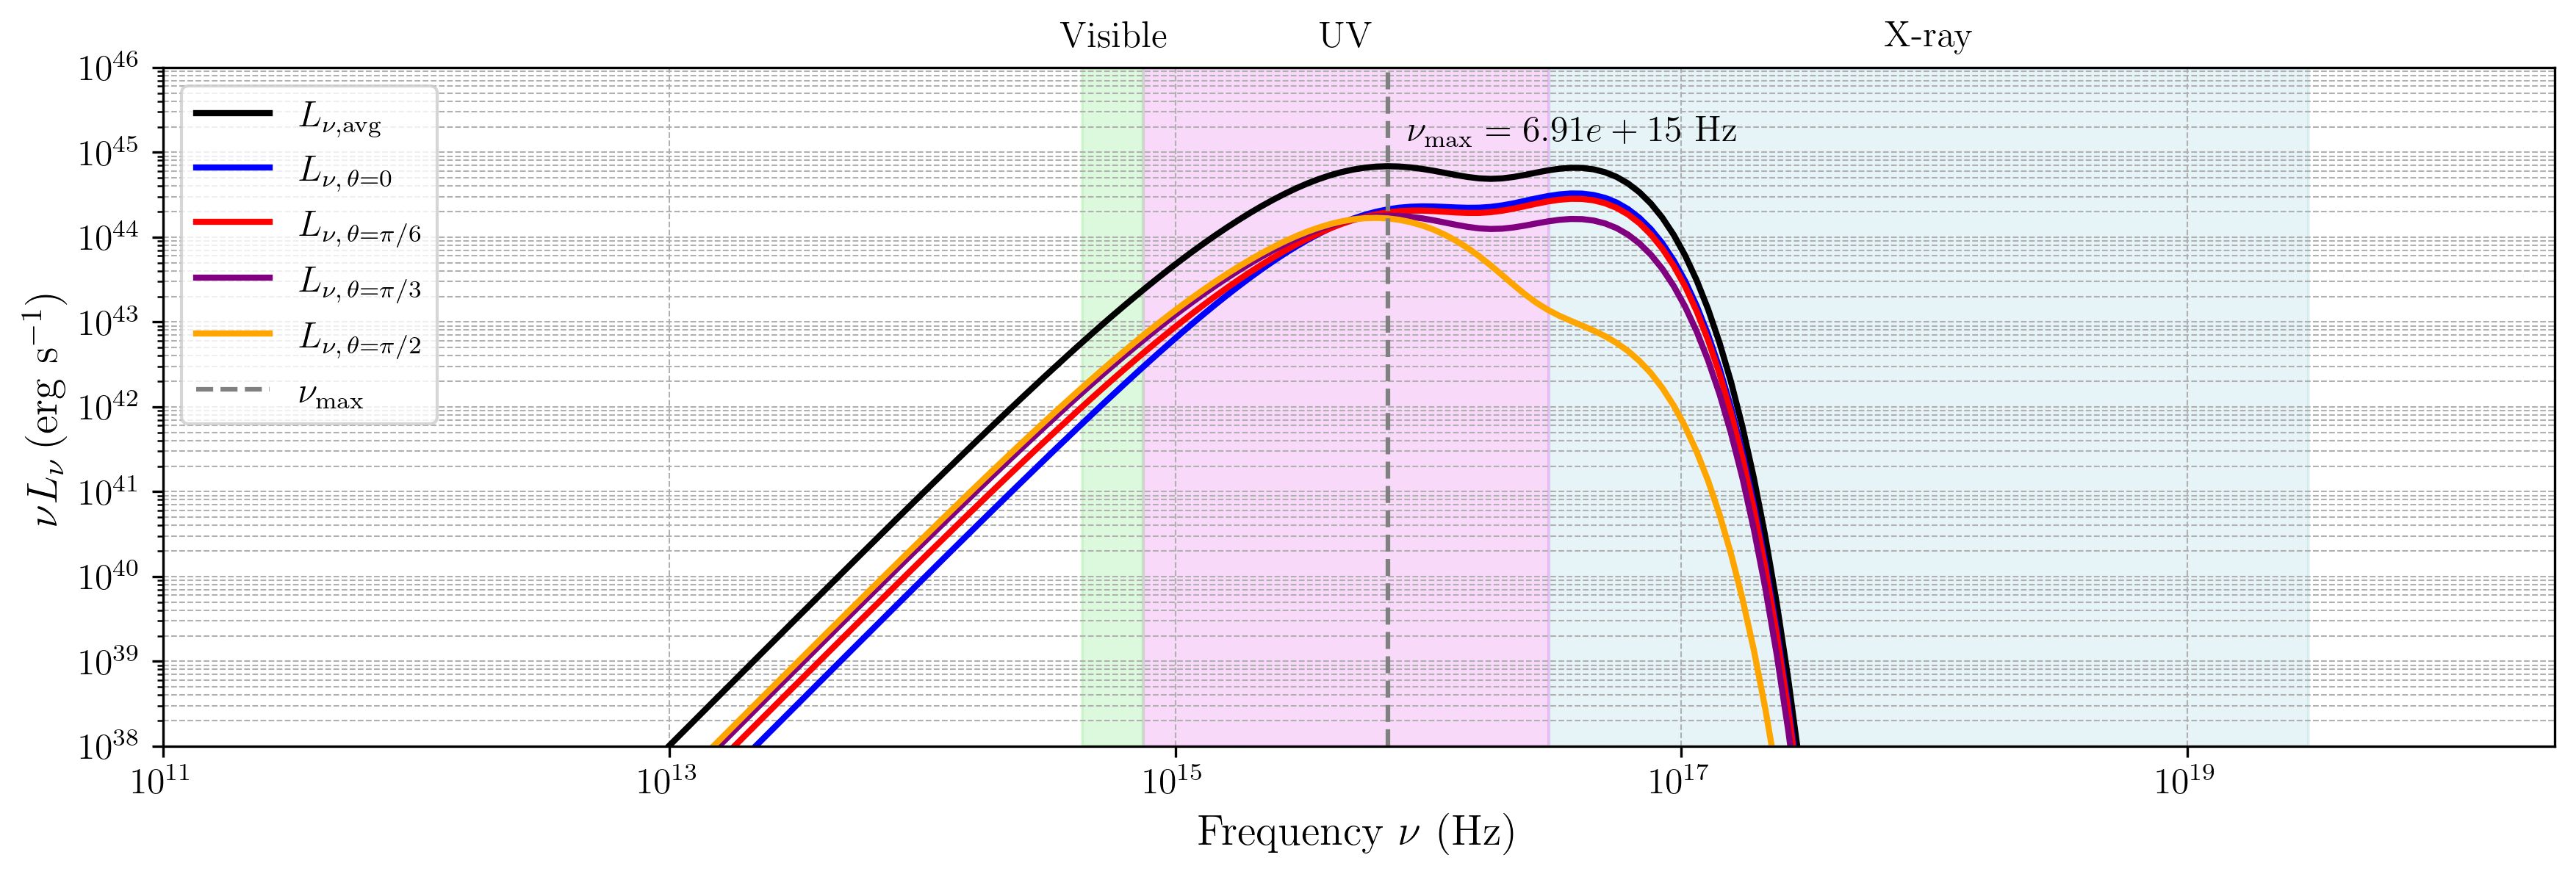 Visible UV X-ray
10^46
10^45
10^44
10^43
10^42
10^41
10^40
10^39
10^38
νL_ν (erg s^−1)
L_ν,avg
L_ν, θ=0
L_ν, θ=π/6
L_ν, θ=π/3
L_ν, θ=π/2
ν_max
ν_max = 6.91e + 15 Hz
10^11 10^13 10^15 10^17 10^19
Frequency ν (Hz)